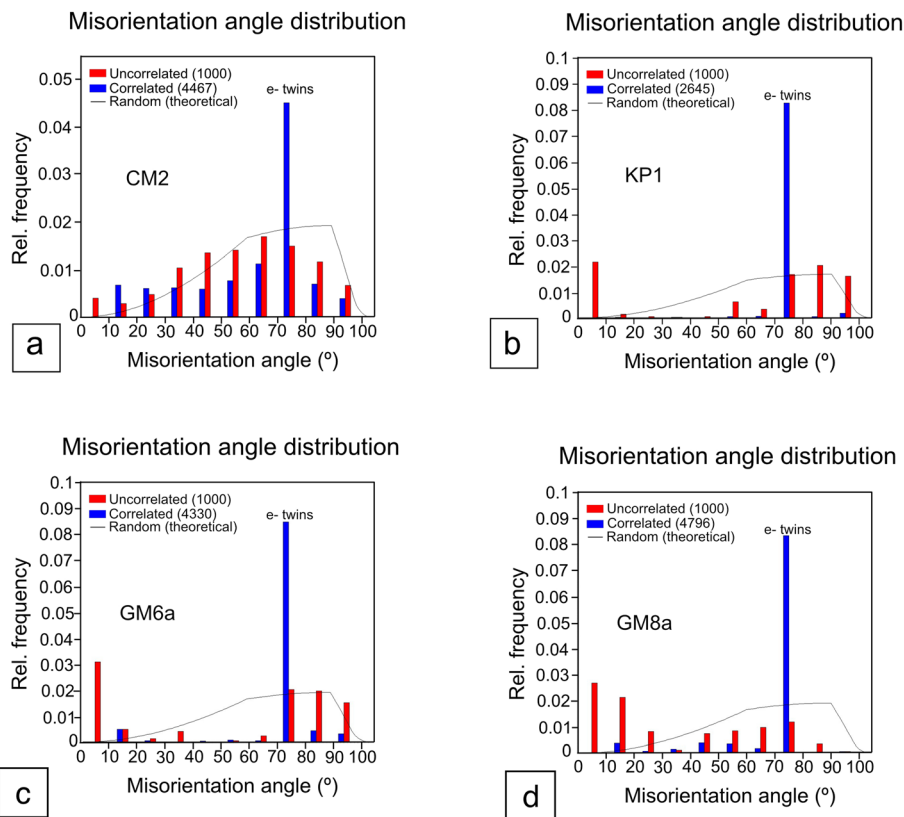 Misorientation angle distribution
Uncorrelated (1000)
Correlated (4467)
Random (theoretical)
e- twins
CM2
Rel. frequency
0.05
0.04
0.03
0.02
0.01
0
0 10 20 30 40 50 60 70 80 90 100
Misorientation angle (º)
a
Misorientation angle distribution
Uncorrelated (1000)
Correlated (2645)
Random (theoretical)
e- twins
KP1
Rel. frequency
0.1
0.09
0.08
0.07
0.06
0.05
0.04
0.03
0.02
0.01
0
0 10 20 30 40 50 60 70 80 90 100
Misorientation angle (º)
b
Misorientation angle distribution
Uncorrelated (1000)
Correlated (4330)
Random (theoretical)
e- twins
GM6a
Rel. frequency
0.1
0.09
0.08
0.07
0.06
0.05
0.04
0.03
0.02
0.01
0
0 10 20 30 40 50 60 70 80 90 100
Misorientation angle (º)
c
Misorientation angle distribution
Uncorrelated (1000)
Correlated (4796)
Random (theoretical)
e- twins
GM8a
Rel. frequency
0.1
0.09
0.08
0.07
0.06
0.05
0.04
0.03
0.02
0.01
0
0 10 20 30 40 50 60 70 80 90 100
Misorientation angle (º)
d